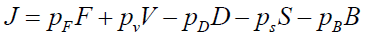 J = p_F F + p_v V − p_D D − p_s S − p_B B